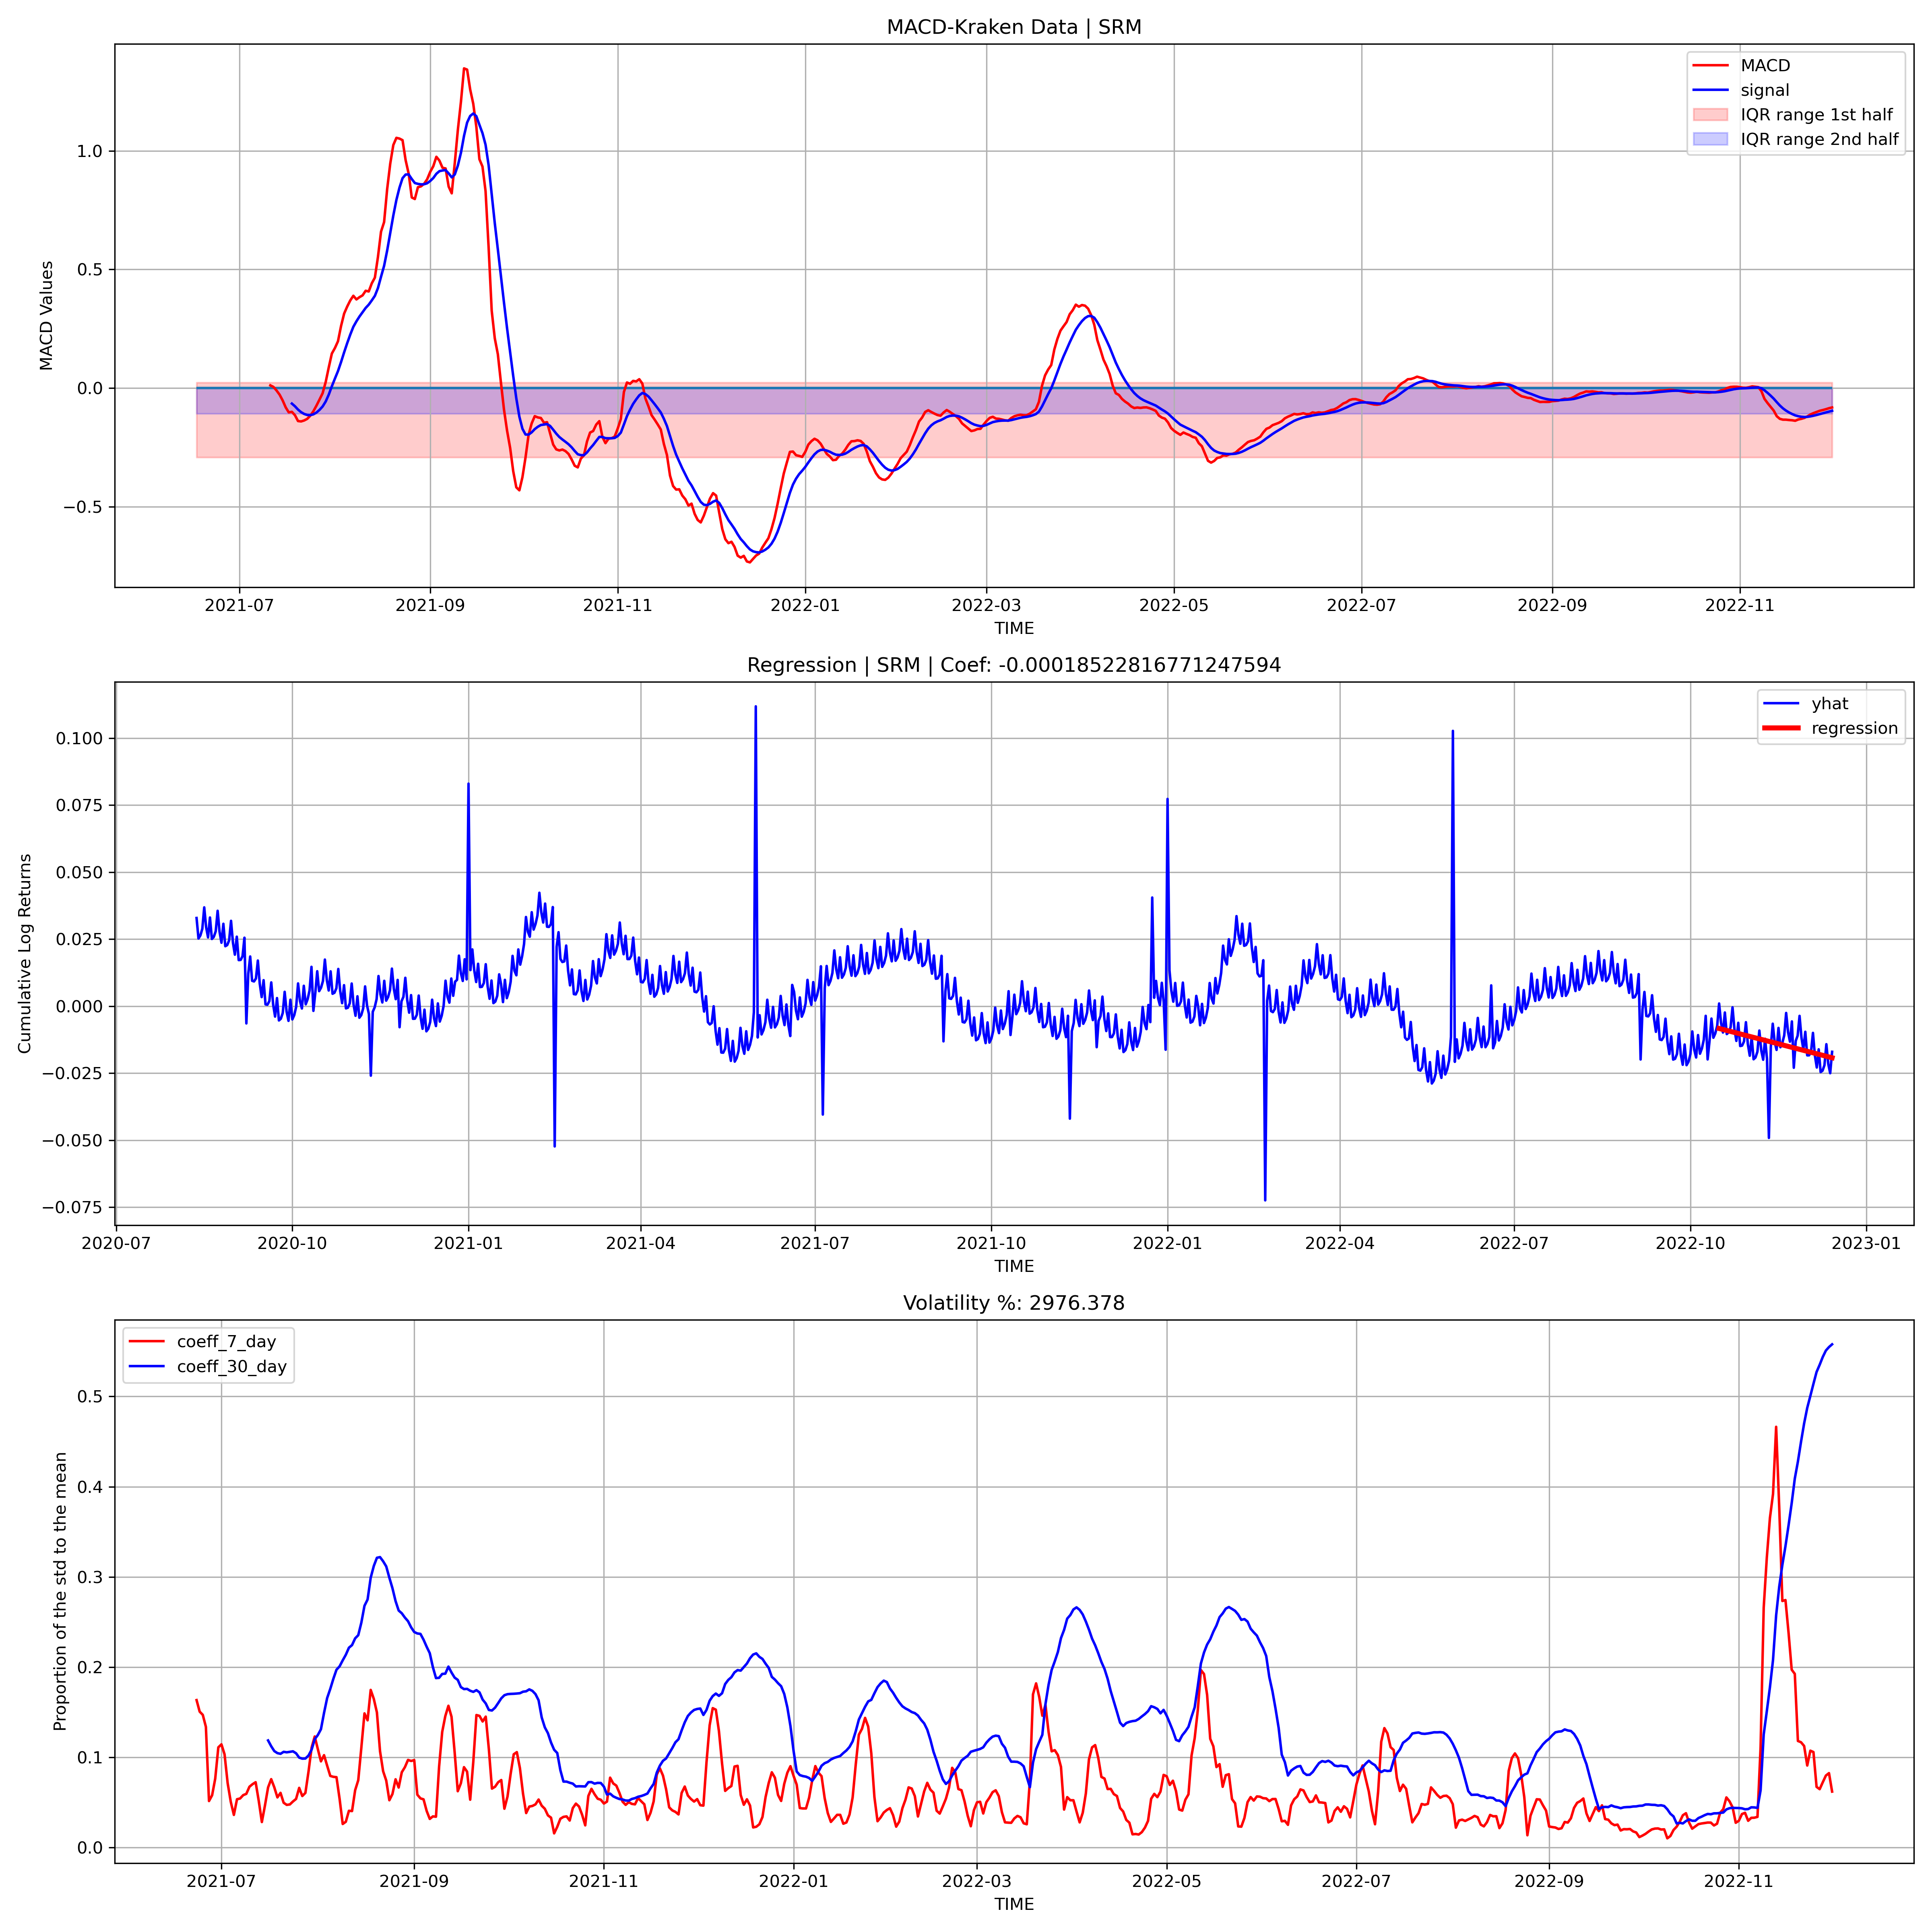 MACD-Kraken Data | SRM
MACD
signal
IQR range 1st half
IQR range 2nd half
MACD Values
1.0
0.5
0.0
−0.5
2021-07 2021-09 2021-11 2022-01 2022-03 2022-05 2022-07 2022-09 2022-11
TIME
Regression | SRM | Coef: -0.00018522816771247594
yhat
regression
Cumulative Log Returns
0.100
0.075
0.050
0.025
0.000
−0.025
−0.050
−0.075
2020-07 2020-10 2021-01 2021-04 2021-07 2021-10 2022-01 2022-04 2022-07 2022-10 2023-01
TIME
Volatility %: 2976.378
coeff_7_day
coeff_30_day
Proportion of the std to the mean
0.5
0.4
0.3
0.2
0.1
0.0
2021-07 2021-09 2021-11 2022-01 2022-03 2022-05 2022-07 2022-09 2022-11
TIME